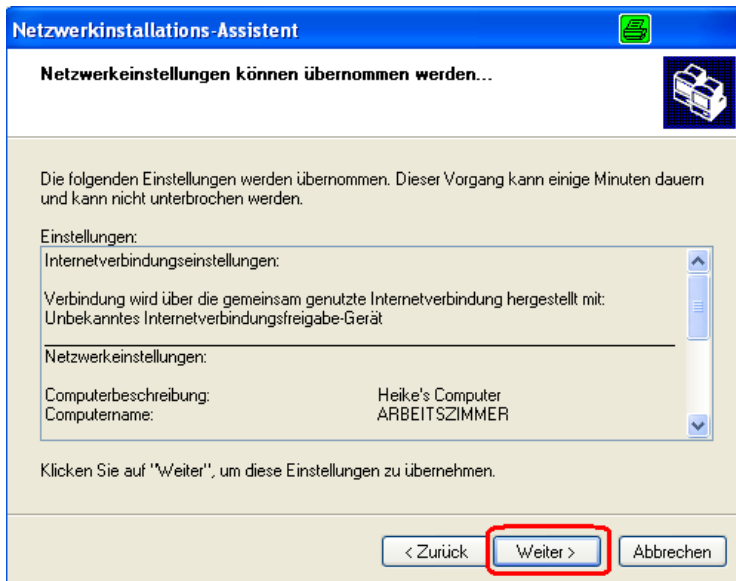 Netzwerkinstallations-Assistent
Netzwerkeinstellungen können übernommen werden...
Die folgenden Einstellungen werden übernommen. Dieser Vorgang kann einige Minuten dauern
und kann nicht unterbrochen werden.
Einstellungen:
Internetverbindungseinstellungen:
Verbindung wird über die gemeinsam genutzte Internetverbindung hergestellt mit:
Unbekanntes Internetverbindungsfreigabe-Gerät
Netzwerkeinstellungen:
Computerbeschreibung: Heike's Computer
Computername: ARBEITSZIMMER
Klicken Sie auf "Weiter", um diese Einstellungen zu übernehmen.
< Zurück Weiter > Abbrechen